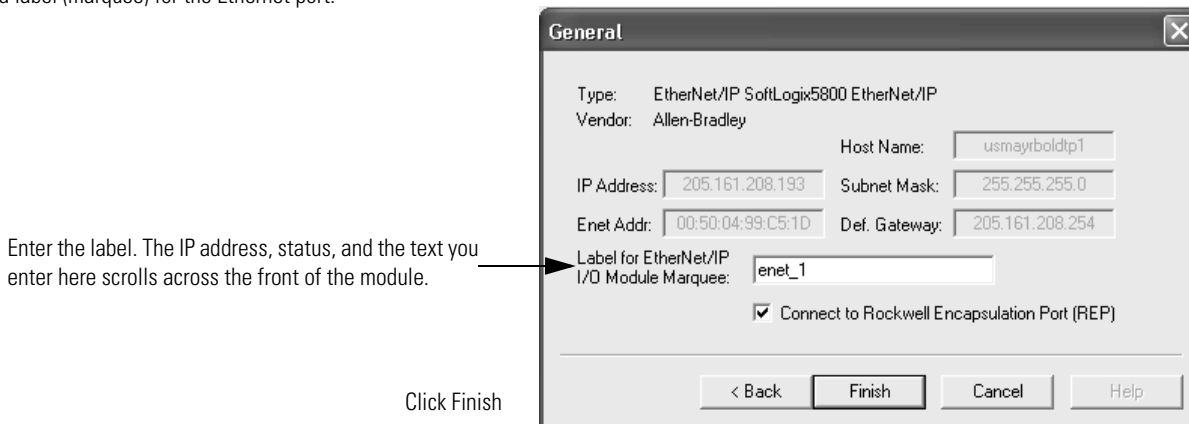 label (marquee) for the Ethernet port.
General
Type: EtherNet/IP SoftLogix5800 EtherNet/IP
Vendor: Allen-Bradley
Host Name: usmayrboldtp1
IP Address: 205.161.208.193 Subnet Mask: 255.255.255.0
Enet Addr: 00:50:04:99:C5:1D Def. Gateway: 205.161.208.254
Enter the label. The IP address, status, and the text you
enter here scrolls across the front of the module.
Label for EtherNet/IP
I/O Module Marquee: enet_1
Connect to Rockwell Encapsulation Port (REP)
Click Finish
< Back Finish Cancel Help